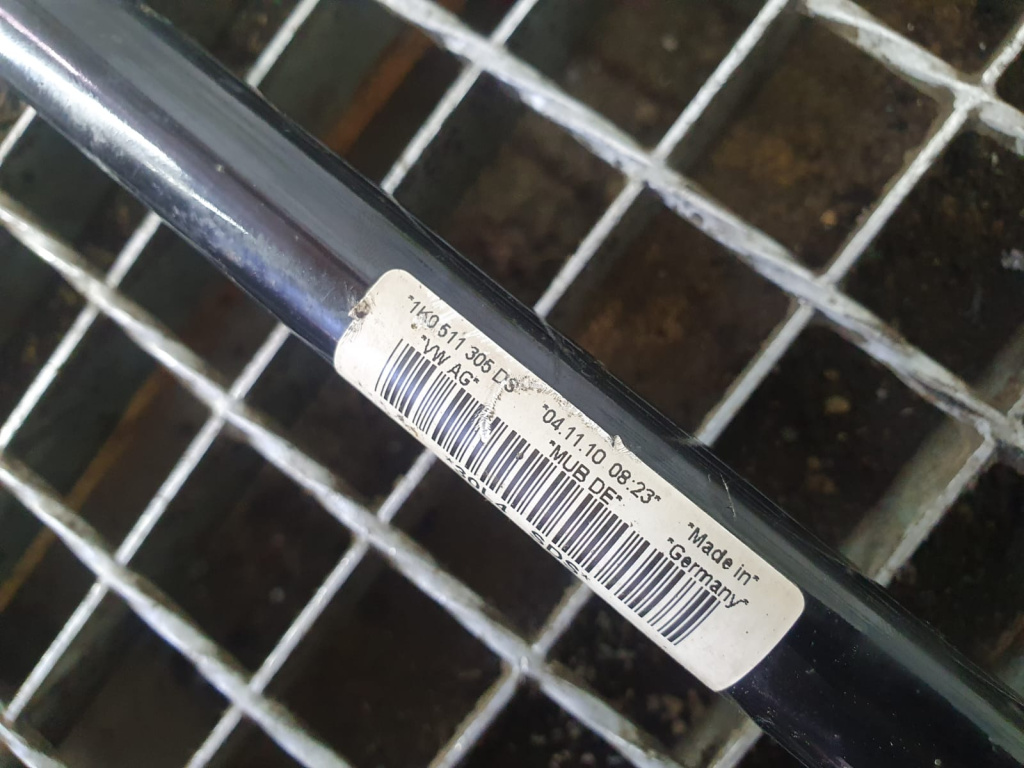 "1K0 511 305 DS"
"VW AG"
"04.11.10 08:23"
"MUB DE"
"Made in"
"Germany"